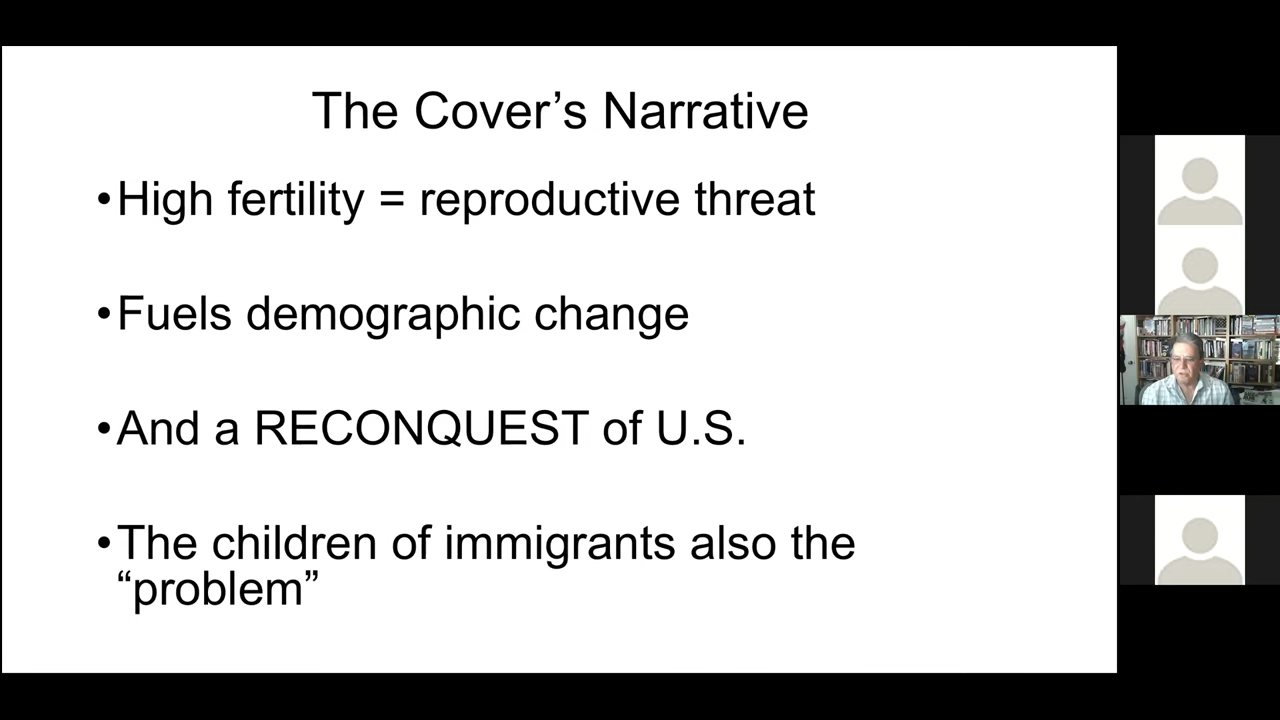 The Cover’s Narrative
•High fertility = reproductive threat
•Fuels demographic change
•And a RECONQUEST of U.S.
•The children of immigrants also the
“problem”